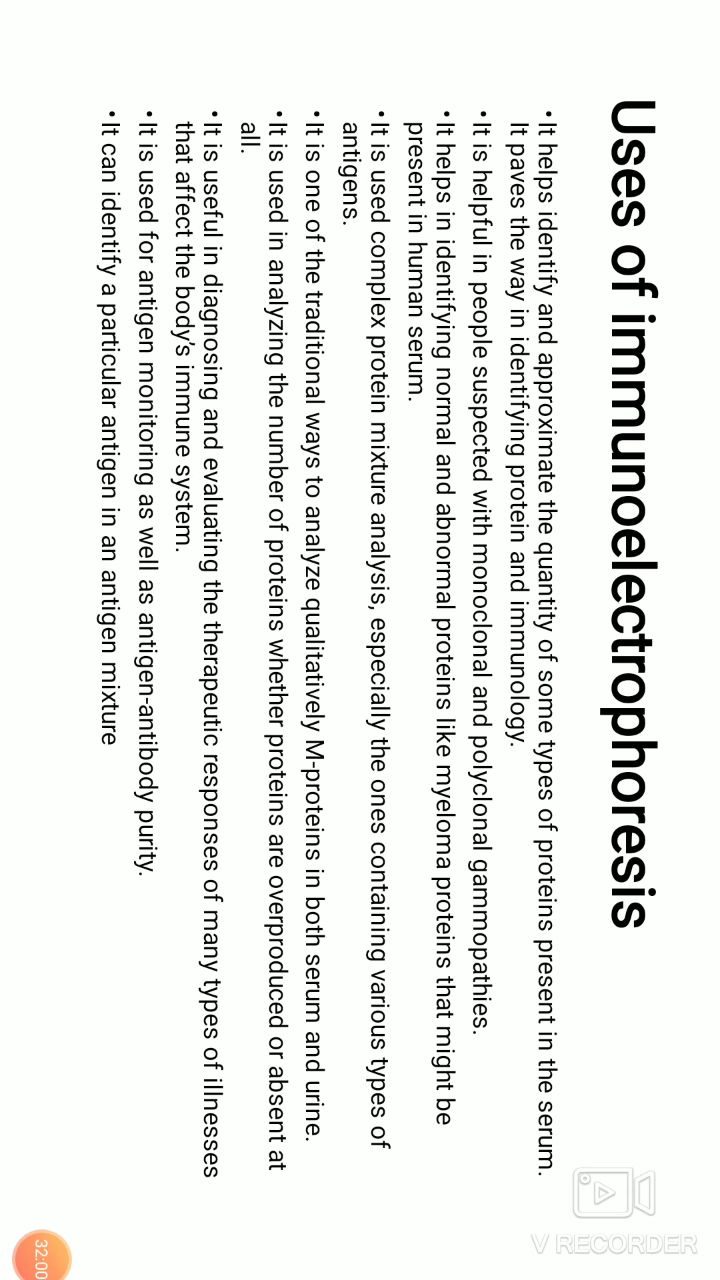 Uses of immunoelectrophoresis
• It helps identify and approximate the quantity of some types of proteins present in the serum.
It paves the way in identifying protein and immunology.
• It is helpful in people suspected with monoclonal and polyclonal gammopathies.
• It helps in identifying normal and abnormal proteins like myeloma proteins that might be
present in human serum.
• It is used complex protein mixture analysis, especially the ones containing various types of
antigens.
• It is one of the traditional ways to analyze qualitatively M-proteins in both serum and urine.
• It is used in analyzing the number of proteins whether proteins are overproduced or absent at
all.
• It is useful in diagnosing and evaluating the therapeutic responses of many types of illnesses
that affect the body's immune system.
• It is used for antigen monitoring as well as antigen-antibody purity.
• It can identify a particular antigen in an antigen mixture
V RECORDER
32:00